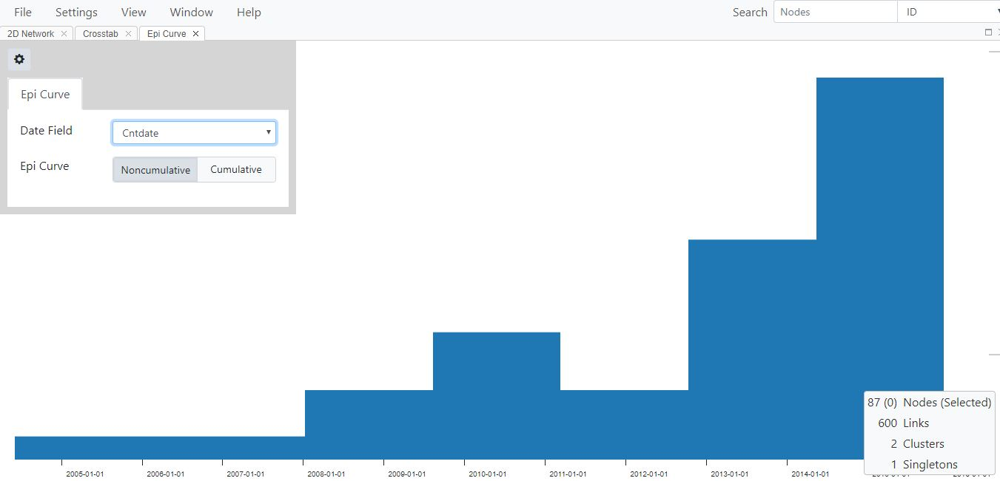 File Settings View Window Help Search Nodes ID
2D Network Crosstab Epi Curve
Epi Curve
Date Field Cntdate
Epi Curve Noncumulative Cumulative
87 (0) Nodes (Selected)
600 Links
2 Clusters
1 Singletons
2005-01-01 2006-01-01 2007-01-01 2008-01-01 2009-01-01 2010-01-01 2011-01-01 2012-01-01 2013-01-01 2014-01-01